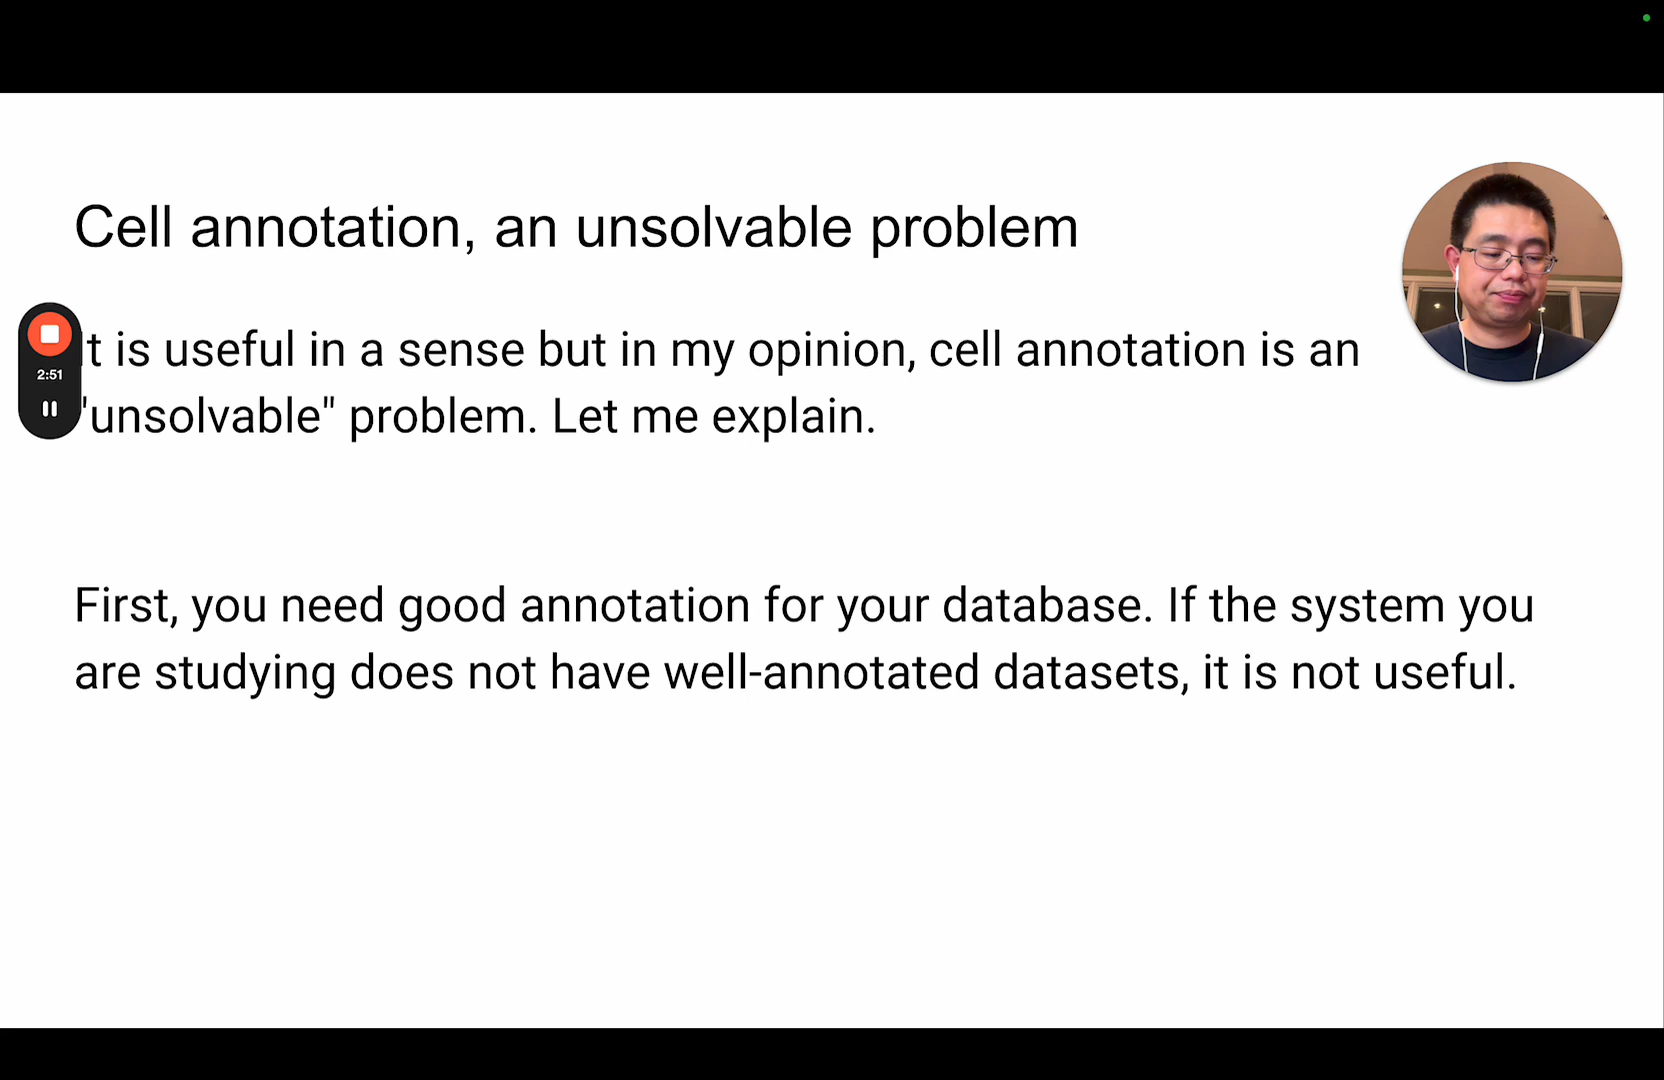 Cell annotation, an unsolvable problem
It is useful in a sense but in my opinion, cell annotation is an
"unsolvable" problem. Let me explain.
2:51
First, you need good annotation for your database. If the system you
are studying does not have well-annotated datasets, it is not useful.